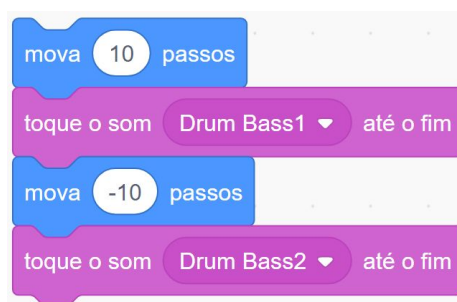 mova 10 passos
toque o som Drum Bass1 até o fim
mova -10 passos
toque o som Drum Bass2 até o fim